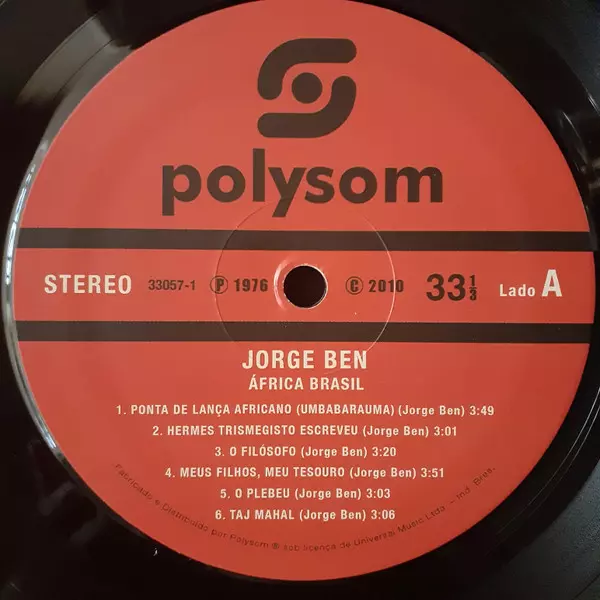 polysom
STEREO 33057-1 Ⓟ 1976 © 2010 33 1/3 Lado A
JORGE BEN
ÁFRICA BRASIL
1. PONTA DE LANÇA AFRICANO (UMBABARAUMA) (Jorge Ben) 3:49
2. HERMES TRISMEGISTO ESCREVEU (Jorge Ben) 3:01
3. O FILÓSOFO (Jorge Ben) 3:20
4. MEUS FILHOS, MEU TESOURO (Jorge Ben) 3:51
5. O PLEBEU (Jorge Ben) 3:03
6. TAJ MAHAL (Jorge Ben) 3:06
Fabricado e Distribuído por Polysom ® sob licença de Universal Music Ltda. – Ind. Bras.